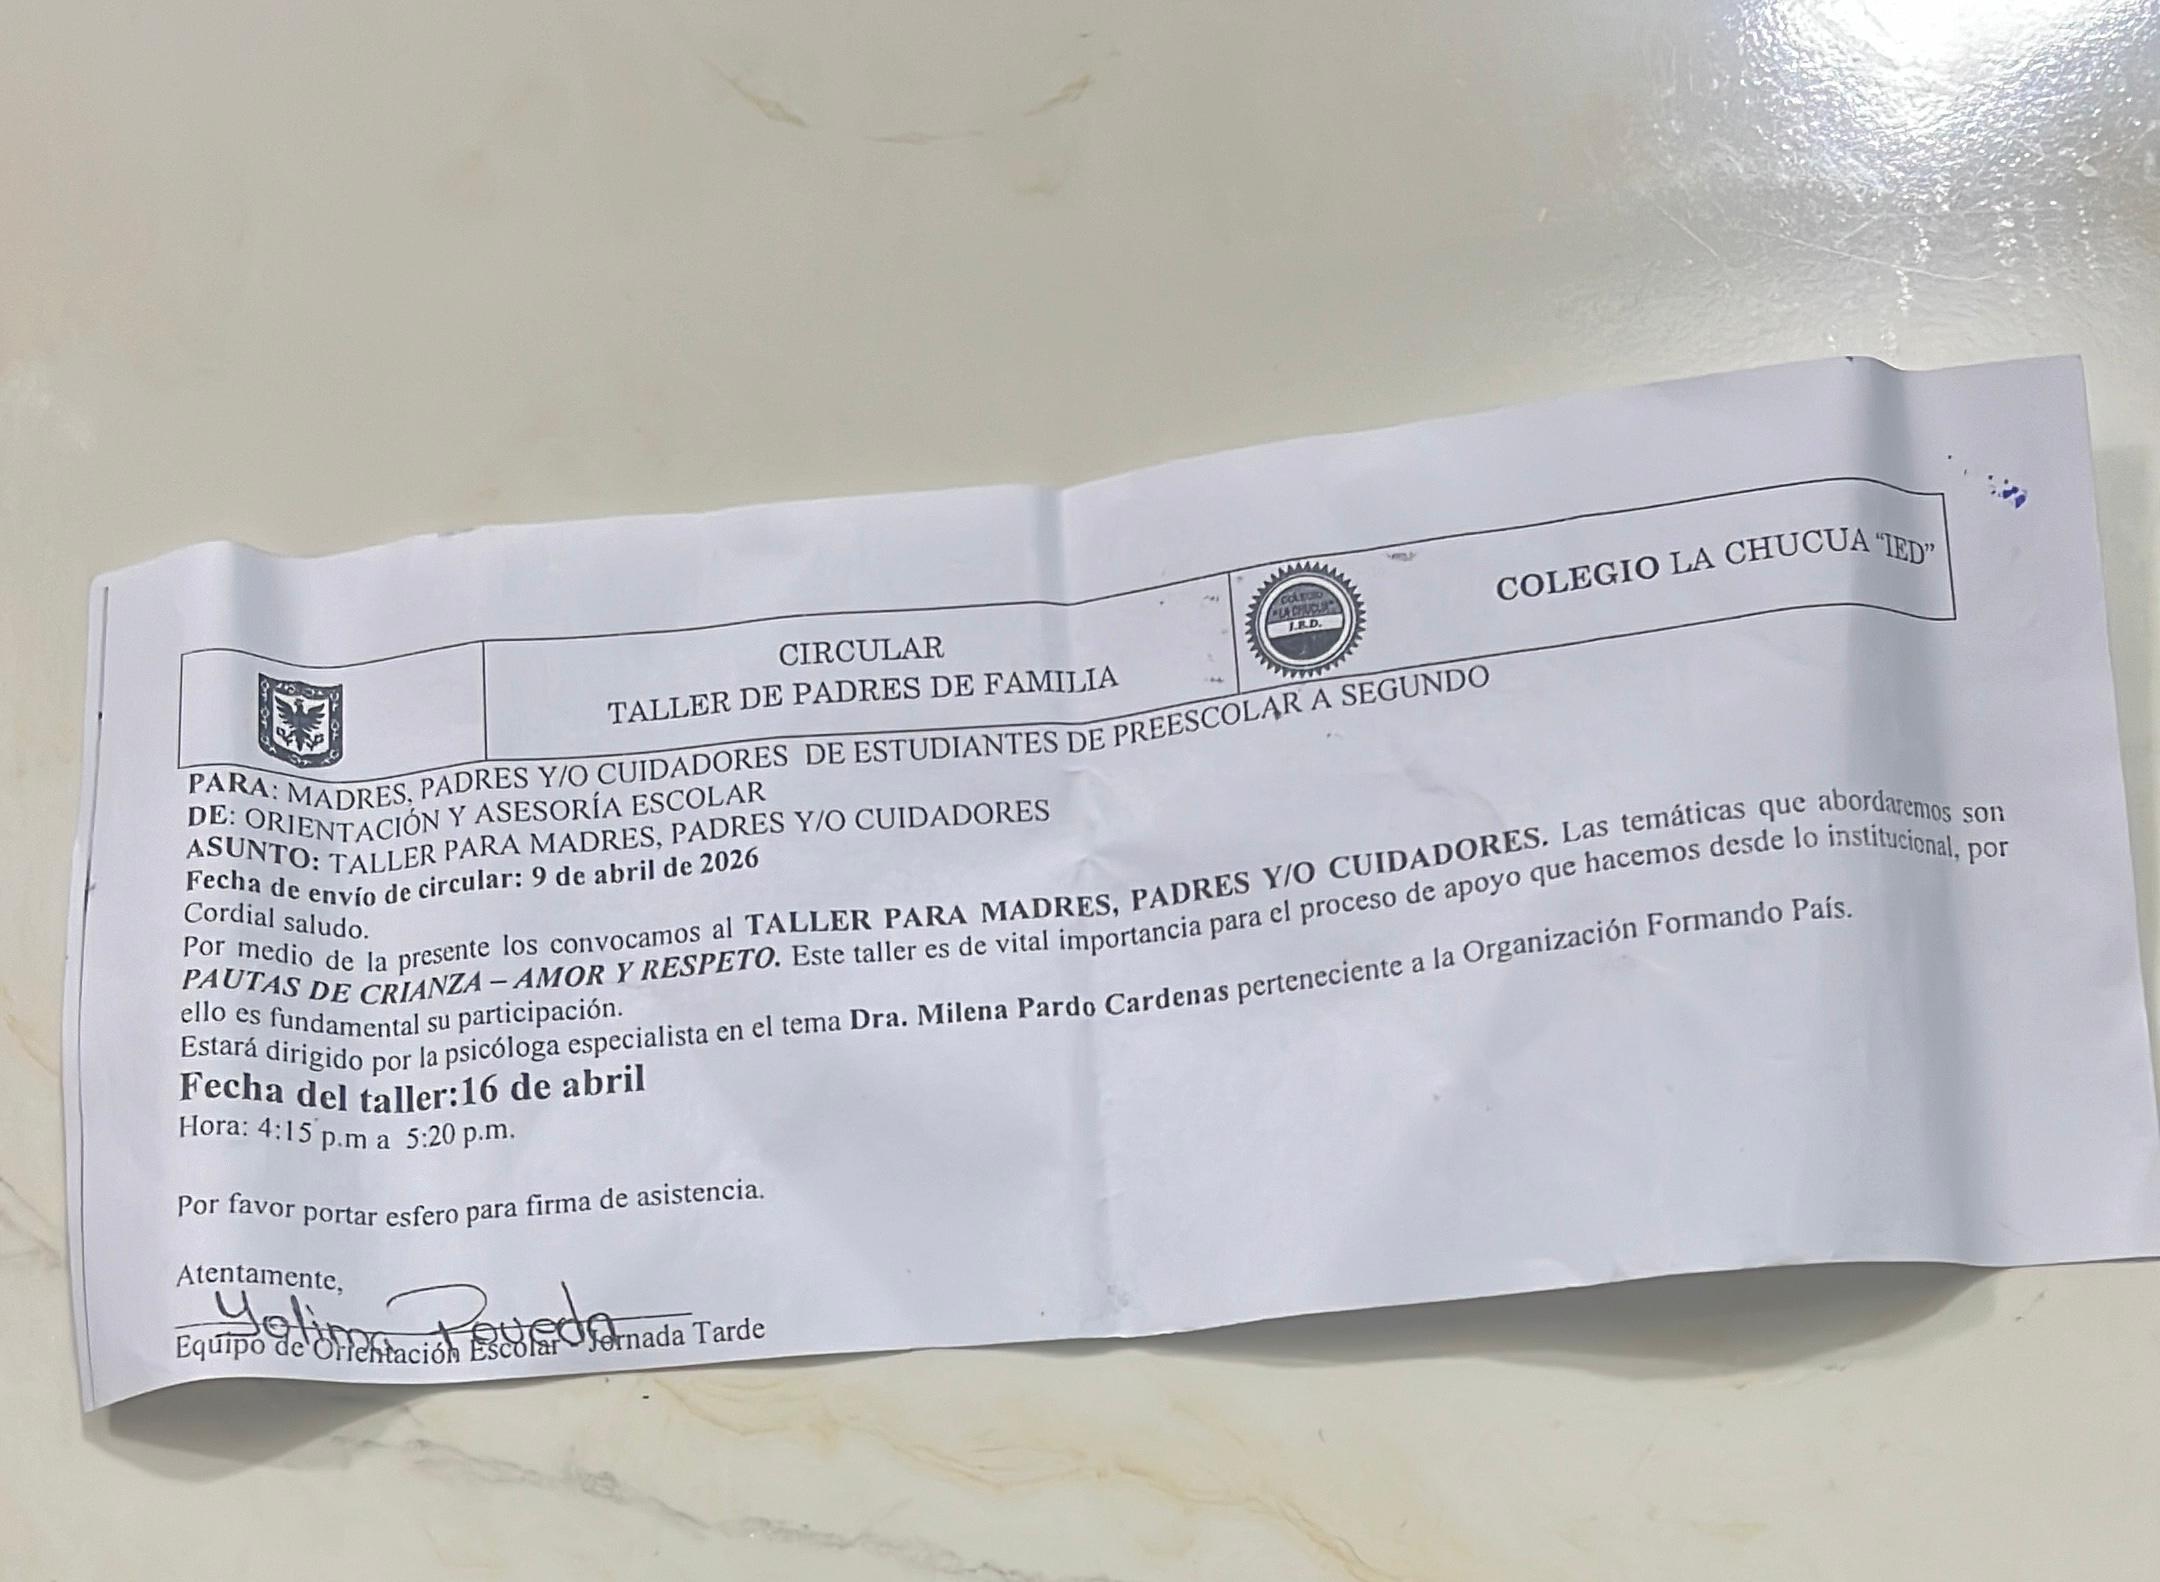 CIRCULAR
TALLER DE PADRES DE FAMILIA
COLEGIO
"LA CHUCUA"
I.E.D.
COLEGIO LA CHUCUA "IED"
PARA: MADRES, PADRES Y/O CUIDADORES DE ESTUDIANTES DE PREESCOLAR A SEGUNDO
DE: ORIENTACIÓN Y ASESORÍA ESCOLAR
ASUNTO: TALLER PARA MADRES, PADRES Y/O CUIDADORES
Fecha de envío de circular: 9 de abril de 2026
Cordial saludo.
Por medio de la presente los convocamos al TALLER PARA MADRES, PADRES Y/O CUIDADORES. Las temáticas que abordaremos son
PAUTAS DE CRIANZA – AMOR Y RESPETO. Este taller es de vital importancia para el proceso de apoyo que hacemos desde lo institucional, por
ello es fundamental su participación.
Estará dirigido por la psicóloga especialista en el tema Dra. Milena Pardo Cardenas perteneciente a la Organización Formando País.
Fecha del taller:16 de abril
Hora: 4:15 p.m a 5:20 p.m.
Por favor portar esfero para firma de asistencia.
Atentamente,
Yolima Poveda
Equipo de Orientación Escolar - Jornada Tarde